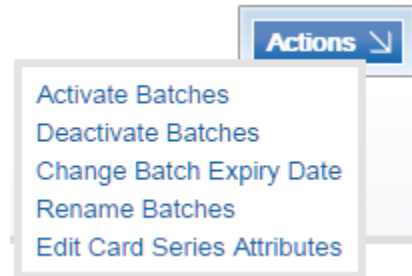 Actions
Activate Batches
Deactivate Batches
Change Batch Expiry Date
Rename Batches
Edit Card Series Attributes